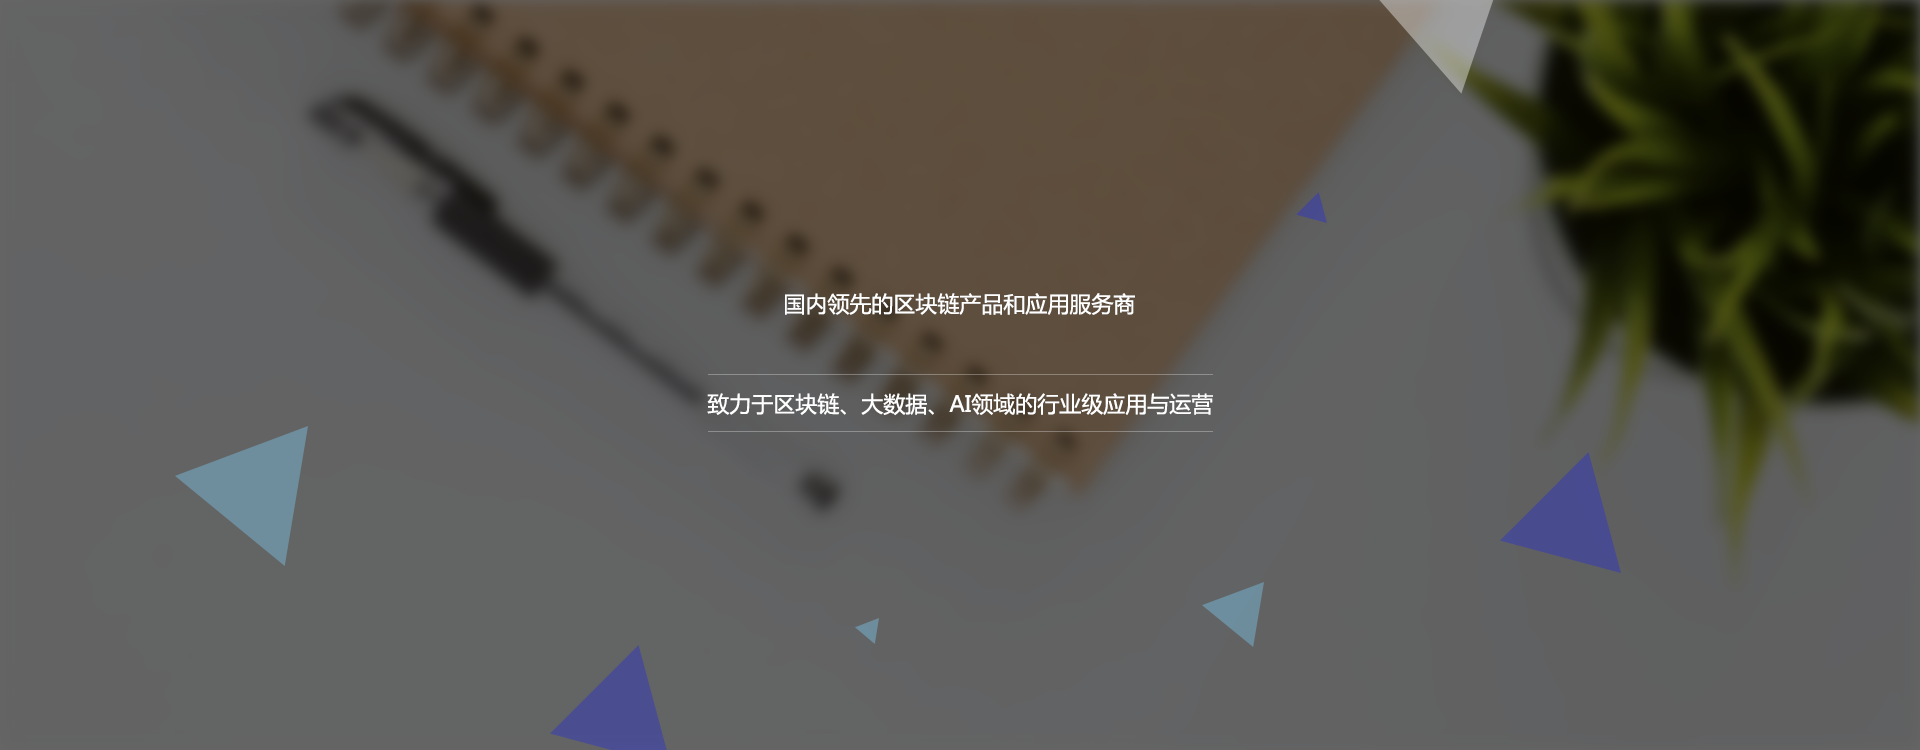 国内领先的区块链产品和应用服务商
致力于区块链、大数据、AI领域的行业级应用与运营